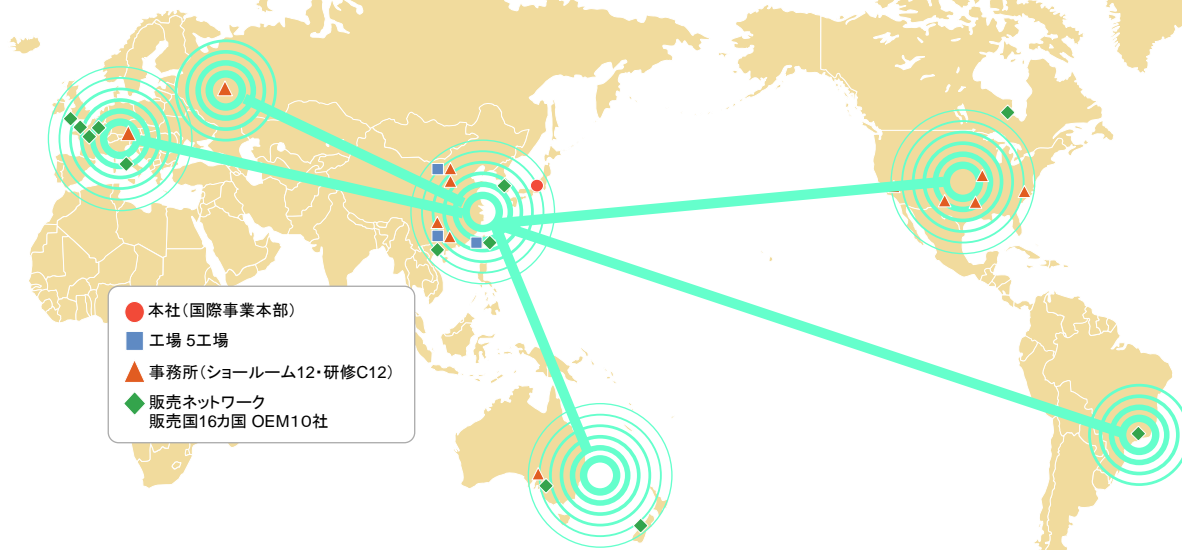 本社（国際事業本部）
工場 5工場
事務所（ショールーム12・研修C12）
販売ネットワーク
販売国16カ国 OEM1０社